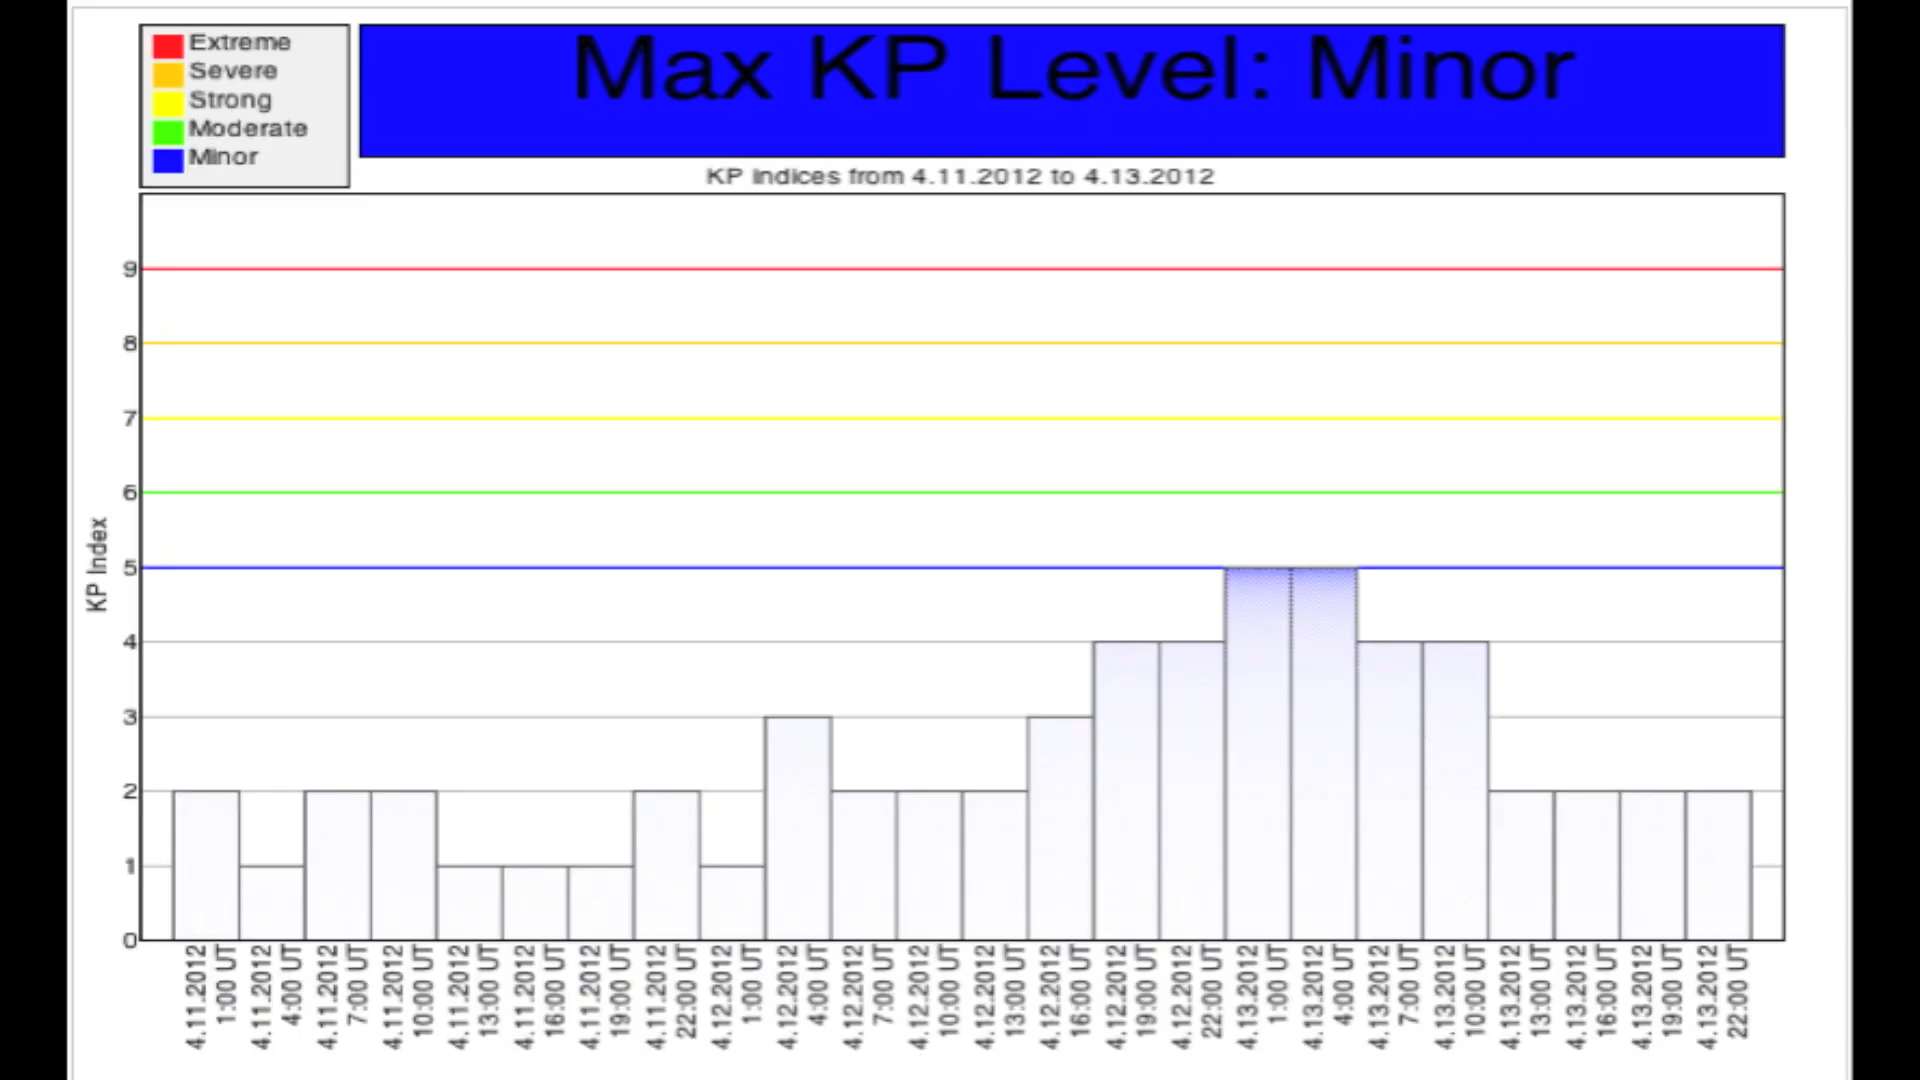 Extreme
Severe
Strong
Moderate
Minor
Max KP Level: Minor
KP Indices from 4.11.2012 to 4.13.2012
KP Index
9
8
7
6
5
4
3
2
1
0
4.11.2012
1:00 UT
4.11.2012
4:00 UT
4.11.2012
7:00 UT
4.11.2012
10:00 UT
4.11.2012
13:00 UT
4.11.2012
16:00 UT
4.11.2012
19:00 UT
4.11.2012
22:00 UT
4.12.2012
1:00 UT
4.12.2012
4:00 UT
4.12.2012
7:00 UT
4.12.2012
10:00 UT
4.12.2012
13:00 UT
4.12.2012
16:00 UT
4.12.2012
19:00 UT
4.12.2012
22:00 UT
4.13.2012
1:00 UT
4.13.2012
4:00 UT
4.13.2012
7:00 UT
4.13.2012
10:00 UT
4.13.2012
13:00 UT
4.13.2012
16:00 UT
4.13.2012
19:00 UT
4.13.2012
22:00 UT